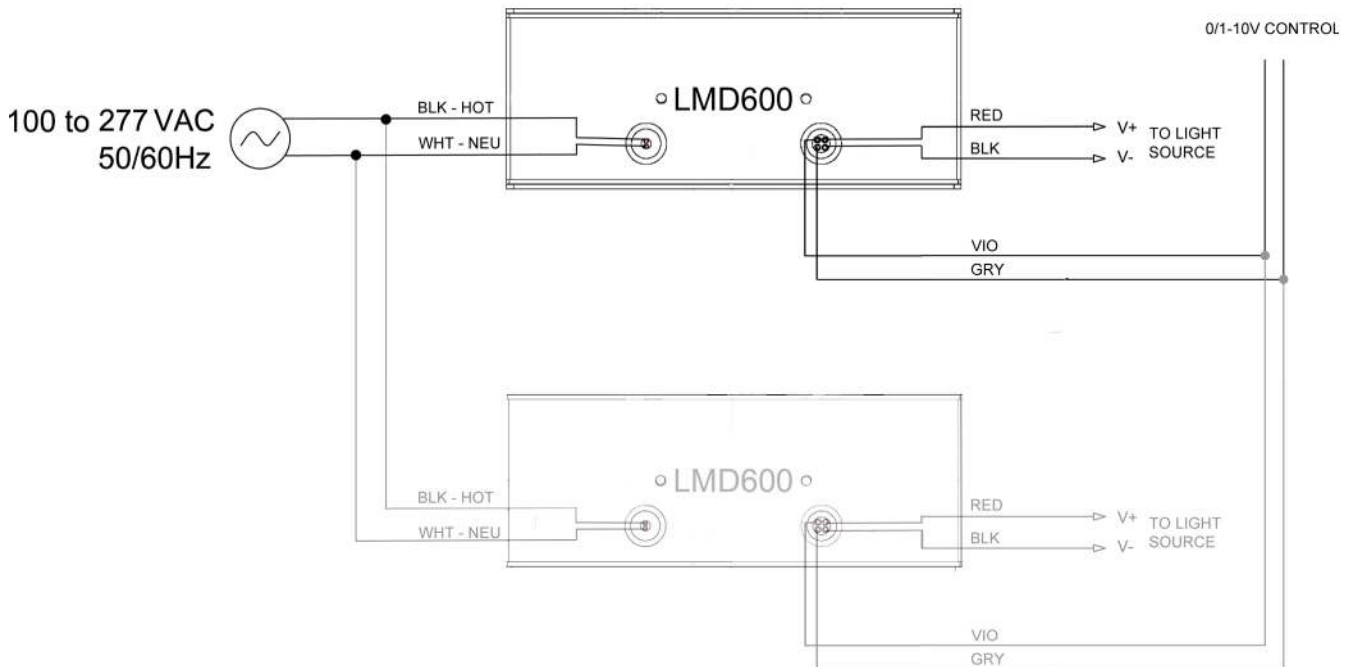 0/1-10V CONTROL
LMD600
BLK - HOT
RED
100 to 277 VAC
50/60Hz
V+
TO LIGHT
SOURCE
WHT - NEU
BLK
V-
VIO
GRY
LMD600
BLK - HOT
RED
V+
TO LIGHT
SOURCE
WHT - NEU
BLK
V-
VIO
GRY